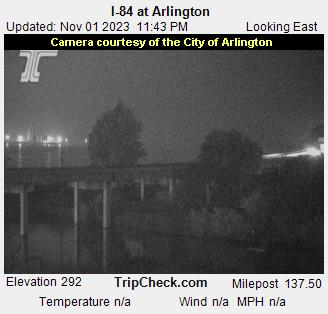 I-84 at Arlington
Updated: Nov 01 2023 11:43 PM Looking East
Camera courtesy of the City of Arlington
Elevation 292 TripCheck.com Milepost 137.50
Temperature n/a Wind n/a MPH n/a